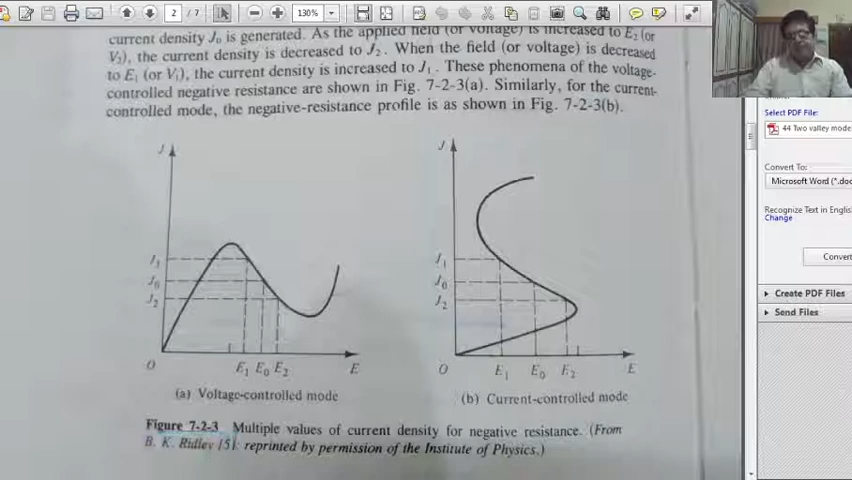 2 / 7
130%
current density J0 is generated. As the applied field (or voltage) is increased to E2 (or
V2), the current density is decreased to J2. When the field (or voltage) is decreased
to E1 (or V1), the current density is increased to J1. These phenomena of the voltage-
controlled negative resistance are shown in Fig. 7-2-3(a). Similarly, for the current-
controlled mode, the negative-resistance profile is as shown in Fig. 7-2-3(b).
J
J1
J0
J2
O
E1 E0 E2
E
(a) Voltage-controlled mode
J
J1
J0
J2
O
E1
E0
E2
E
(b) Current-controlled mode
Figure 7-2-3 Multiple values of current density for negative resistance. (From
B. K. Ridley [5]; reprinted by permission of the Institute of Physics.)
Select PDF File:
44 Two valley mode
Convert To:
Microsoft Word (*.doc
Recognize Text in English
Change
Convert
Create PDF Files
Send Files